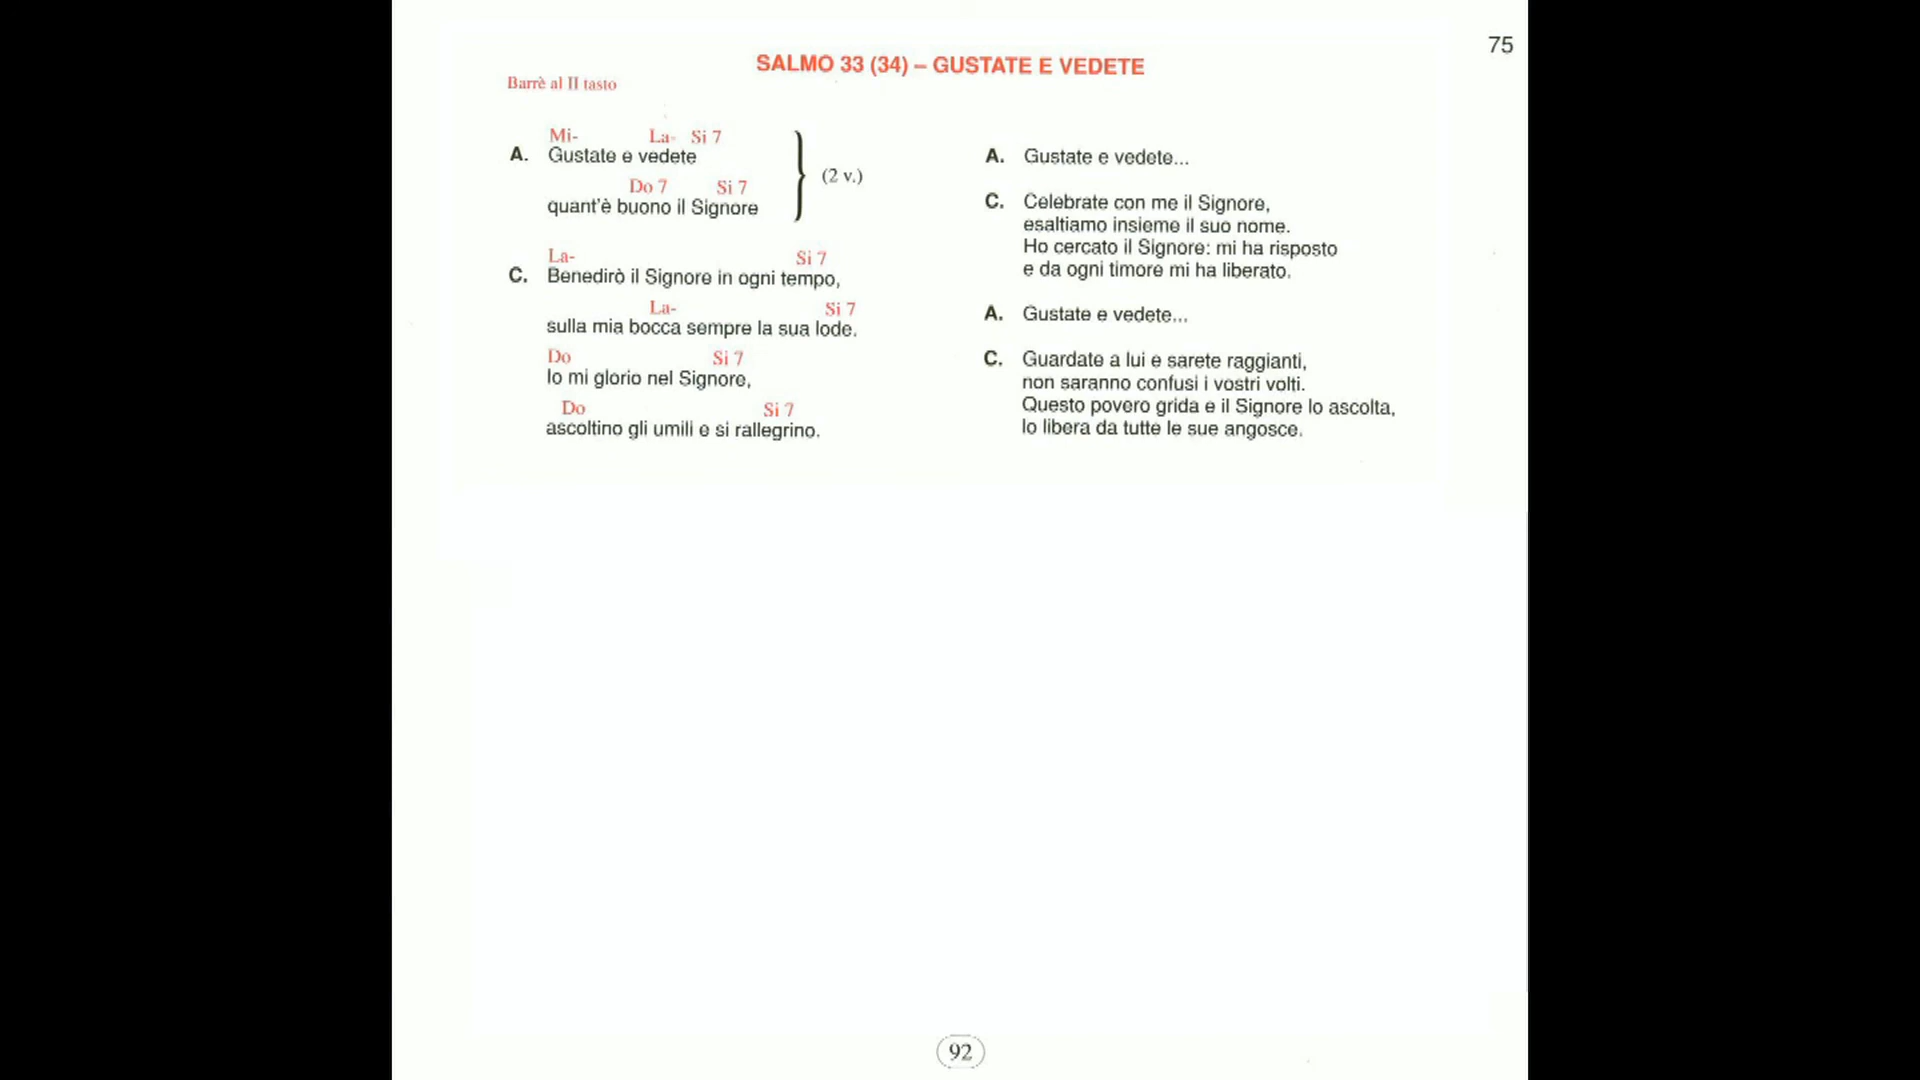 75
SALMO 33 (34) – GUSTATE E VEDETE
Barrè al II tasto
Mi- La- Si 7
A. Gustate e vedete
Do 7 Si 7
quant'è buono il Signore
(2 v.)
La- Si 7
C. Benedirò il Signore in ogni tempo,
La- Si 7
sulla mia bocca sempre la sua lode.
Do Si 7
Io mi glorio nel Signore,
Do Si 7
ascoltino gli umili e si rallegrino.
A. Gustate e vedete...
C. Celebrate con me il Signore,
esaltiamo insieme il suo nome.
Ho cercato il Signore: mi ha risposto
e da ogni timore mi ha liberato.
A. Gustate e vedete...
C. Guardate a lui e sarete raggianti,
non saranno confusi i vostri volti.
Questo povero grida e il Signore lo ascolta,
lo libera da tutte le sue angosce.
92